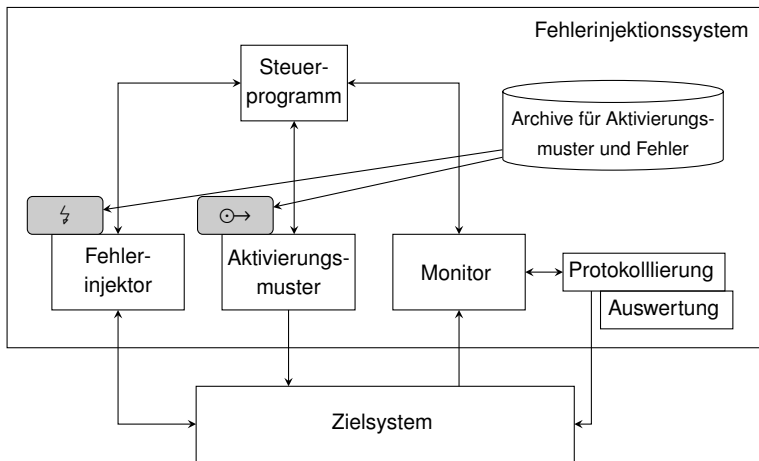 Fehlerinjektionssystem
Steuer-
programm
Archive für Aktivierungs-
muster und Fehler
Fehler-
injektor
Aktivierungs-
muster
Monitor
Protokolllierung
Auswertung
Zielsystem